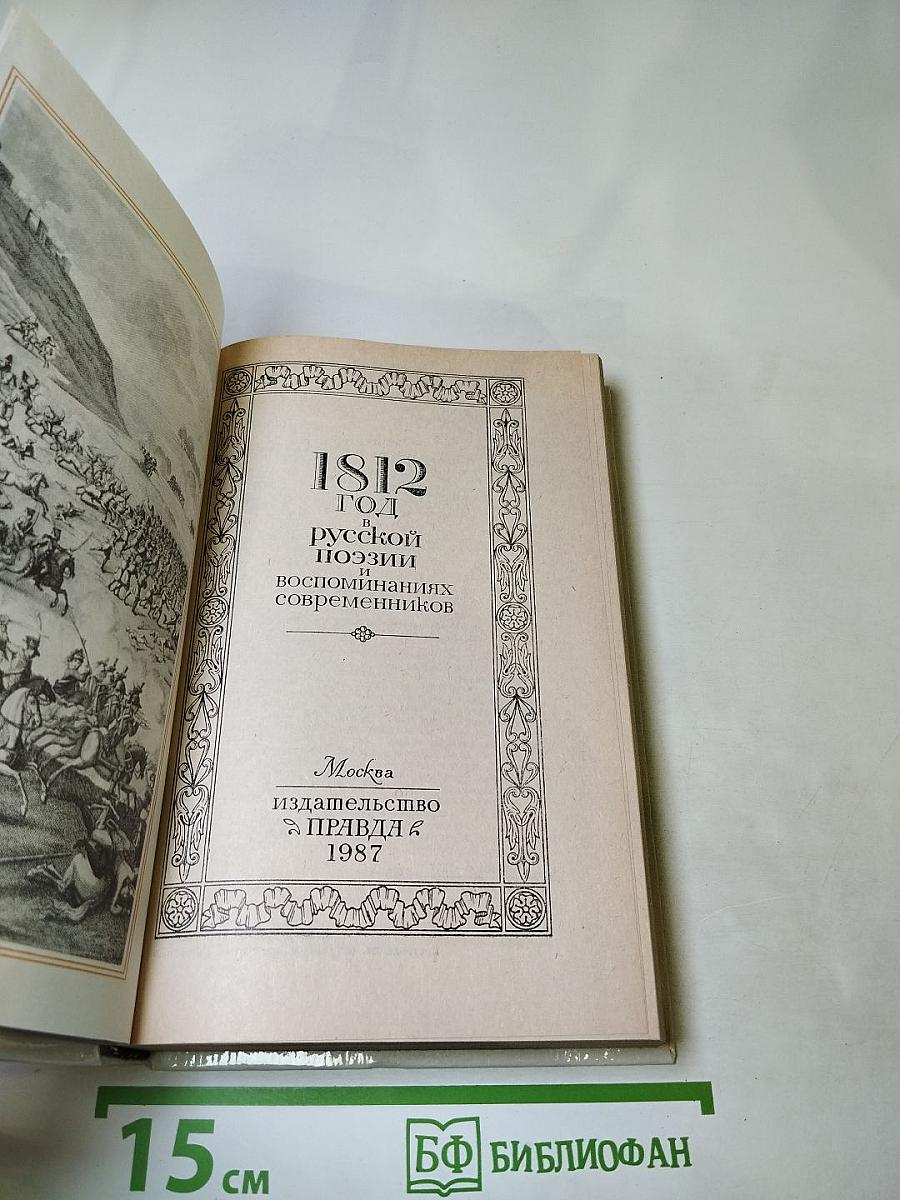 1812
год
в
русской
поэзии
и
воспоминаниях
современников
Москва
издательство
ПРАВДА
1987
15 см
БФ БИБЛИОФАН